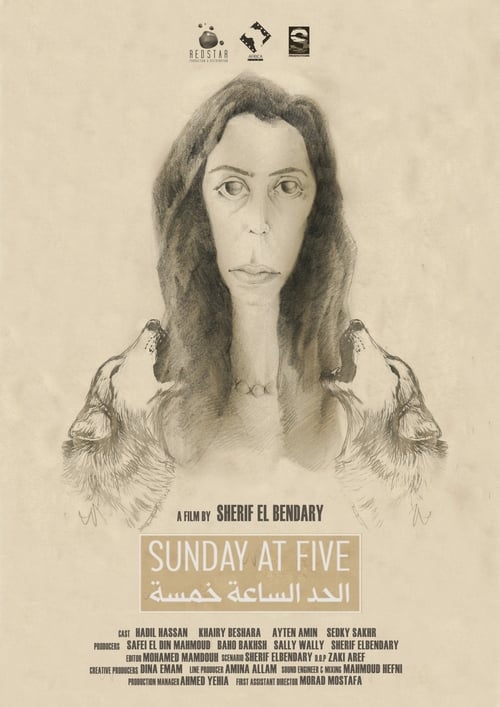 REDSTAR
PRODUCTION & DISTRIBUTION
AFRICA
A FILM BY SHERIF EL BENDARY
SUNDAY AT FIVE
الحد الساعة خمسة
CAST HADIL HASSAN KHAIRY BESHARA AYTEN AMIN SEDKY SAKHR
PRODUCERS SAFEI EL DIN MAHMOUD BAHO BAKHSH SALLY WALLY SHERIF ELBENDARY
EDITOR MOHAMED MAMDOUH SCENARIO SHERIF ELBENDARY D.O.P ZAKI AREF
CREATIVE PRODUCERS DINA EMAM LINE PRODUCER AMINA ALLAM SOUND ENGINEER & MIXING MAHMOUD HEFNI
PRODUCTION MANAGER AHMED YEHIA FIRST ASSISTANT DIRECTOR MORAD MOSTAFA